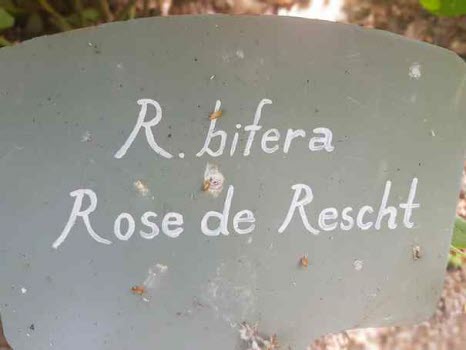 R. bifera
Rose de Rescht